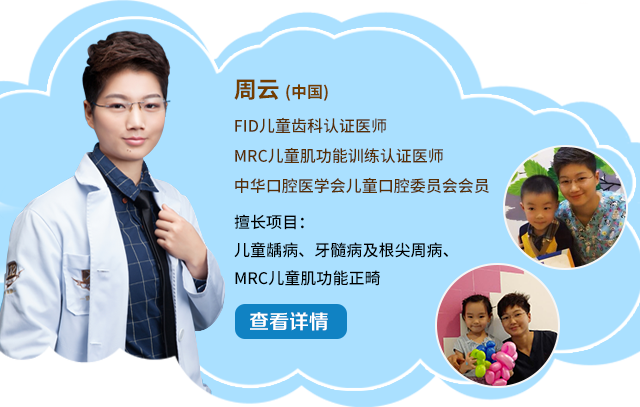 周云 (中国)
FID儿童齿科认证医师
MRC儿童肌功能训练认证医师
中华口腔医学会儿童口腔委员会会员
擅长项目：
儿童龋病、牙髓病及根尖周病、
MRC儿童肌功能正畸
查看详情